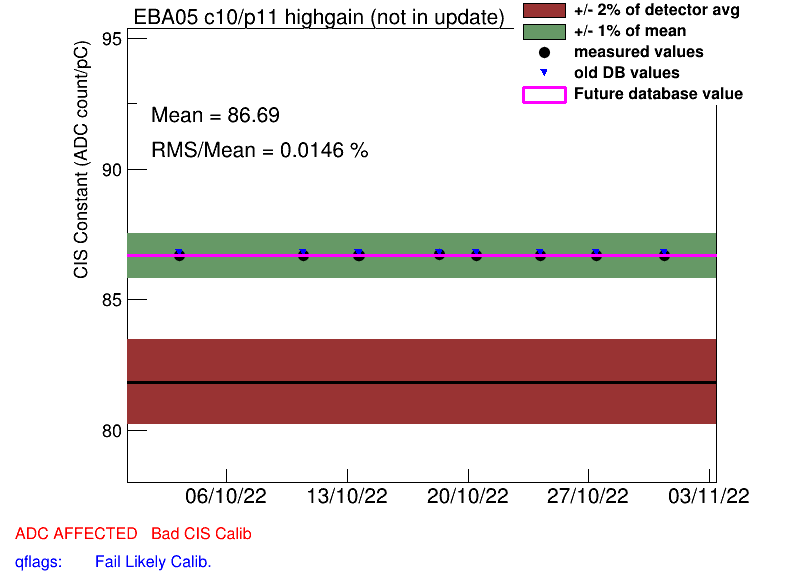 EBA05 c10/p11 highgain (not in update)
+/- 2% of detector avg
+/- 1% of mean
measured values
old DB values
Future database value
Mean = 86.69
RMS/Mean = 0.0146 %
CIS Constant (ADC count/pC)
95
90
85
80
06/10/22 13/10/22 20/10/22 27/10/22 03/11/22
ADC AFFECTED Bad CIS Calib
qflags: Fail Likely Calib.